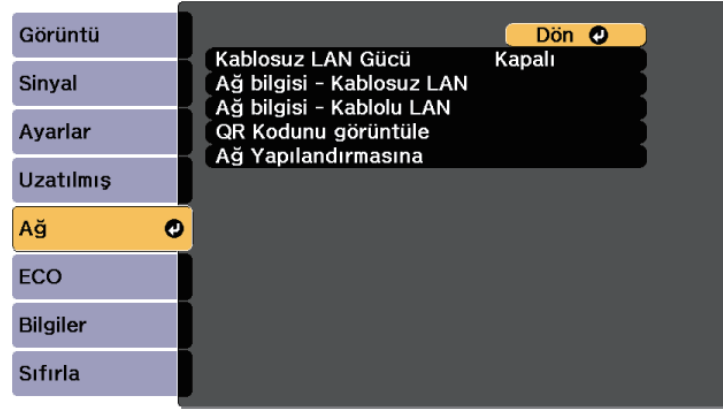 Görüntü
Sinyal
Ayarlar
Uzatılmış
Ağ
ECO
Bilgiler
Sıfırla
Dön
Kablosuz LAN Gücü Kapalı
Ağ bilgisi - Kablosuz LAN
Ağ bilgisi - Kablolu LAN
QR Kodunu görüntüle
Ağ Yapılandırmasına